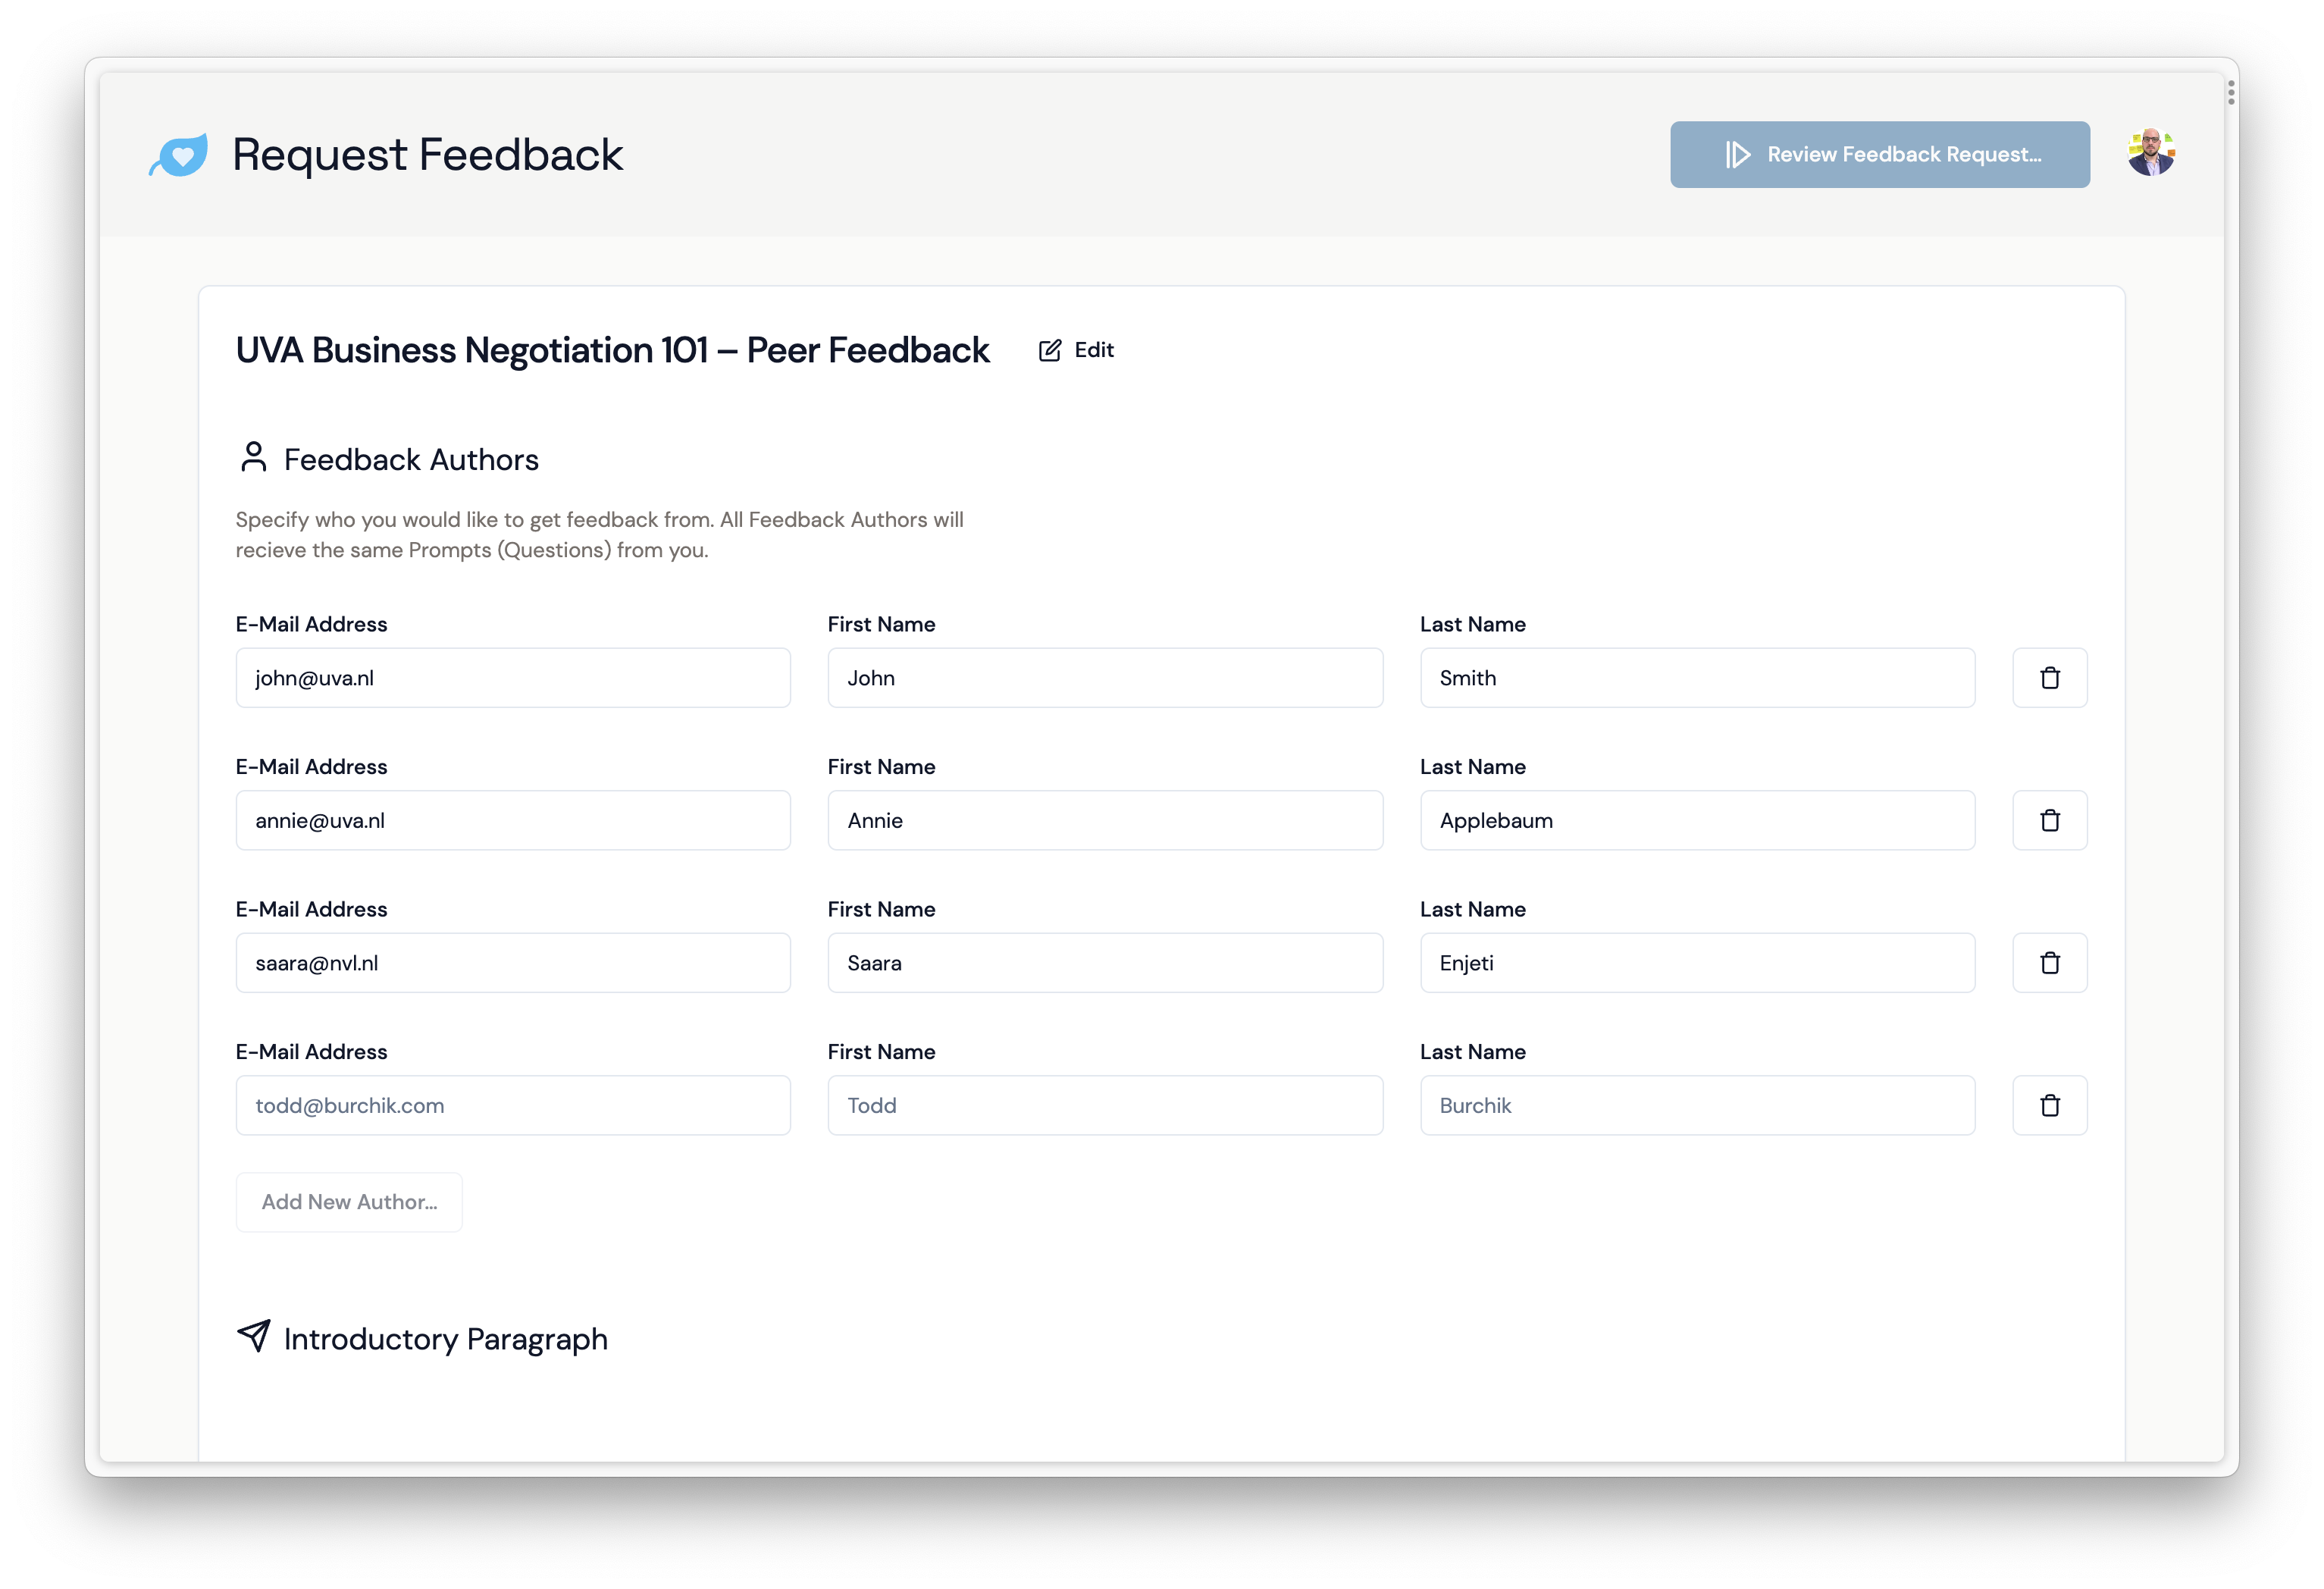 Request Feedback
Review Feedback Request...
UVA Business Negotiation 101 – Peer Feedback
Edit
Feedback Authors
Specify who you would like to get feedback from. All Feedback Authors will
recieve the same Prompts (Questions) from you.
E-Mail Address First Name Last Name
john@uva.nl John Smith
E-Mail Address First Name Last Name
annie@uva.nl Annie Applebaum
E-Mail Address First Name Last Name
saara@nvl.nl Saara Enjeti
E-Mail Address First Name Last Name
todd@burchik.com Todd Burchik
Add New Author...
Introductory Paragraph